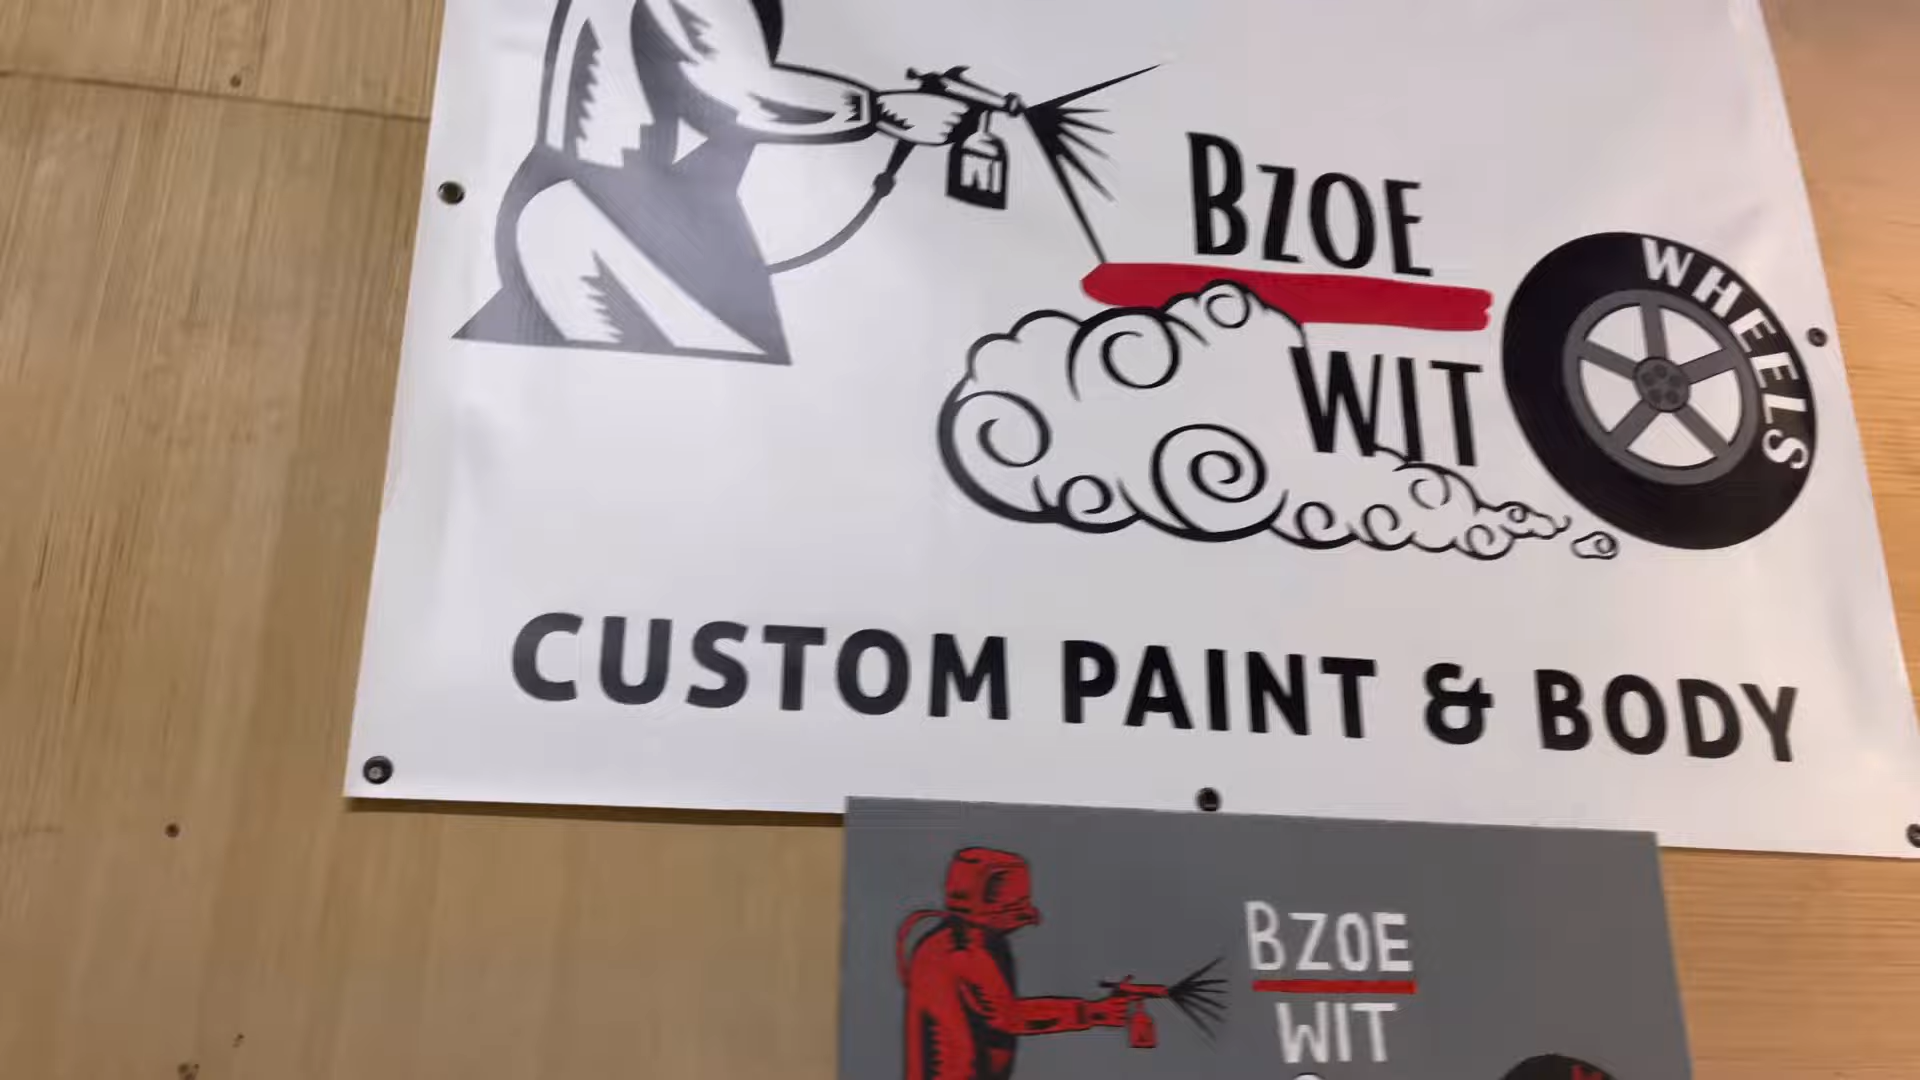 BZOE
WIT
WHEELS
CUSTOM PAINT & BODY
BZOE
WIT